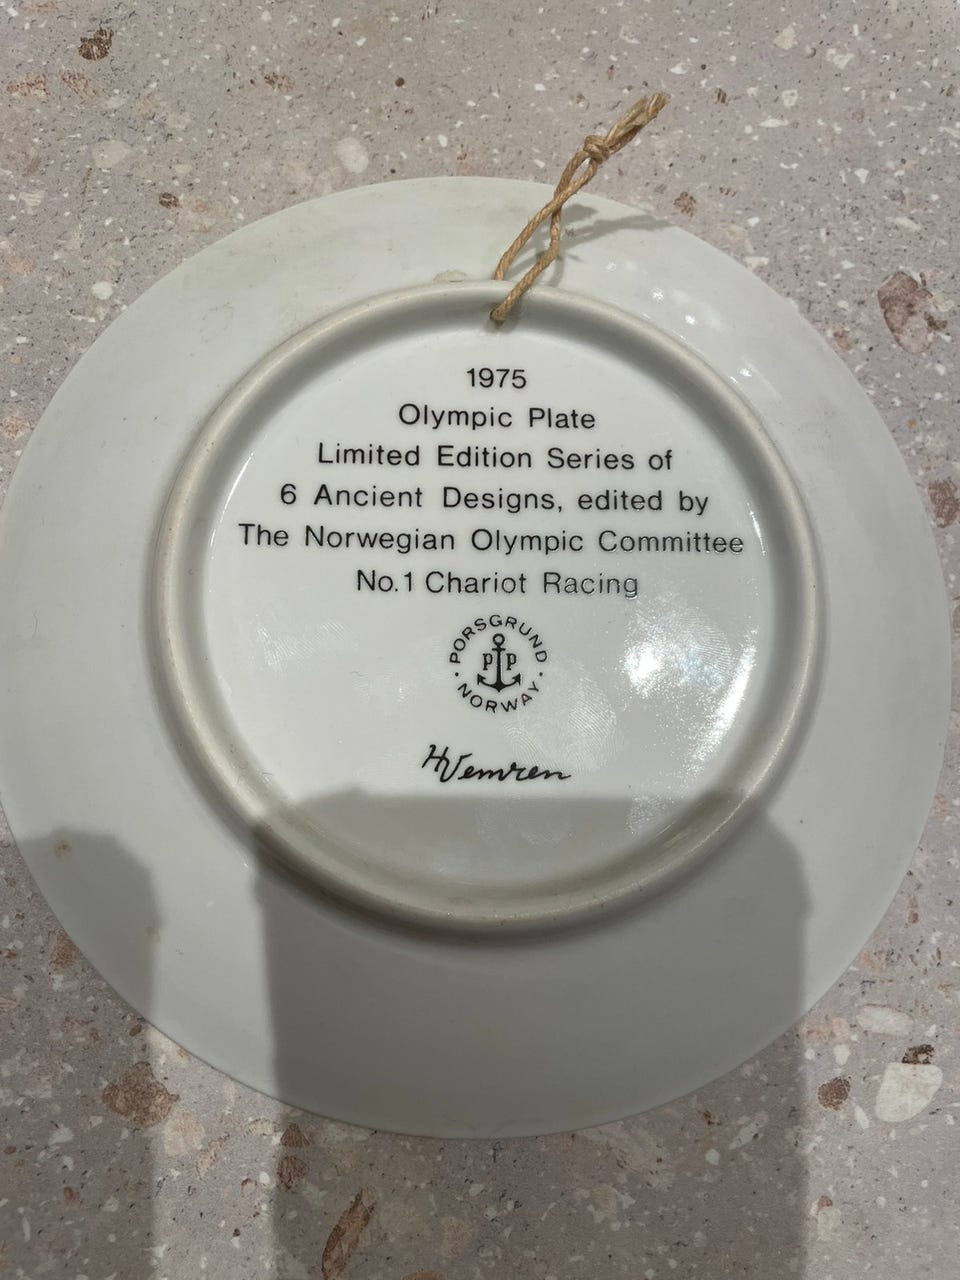 1975
Olympic Plate
Limited Edition Series of
6 Ancient Designs, edited by
The Norwegian Olympic Committee
No.1 Chariot Racing
PORSGRUND
PP
· NORWAY ·
HVemren